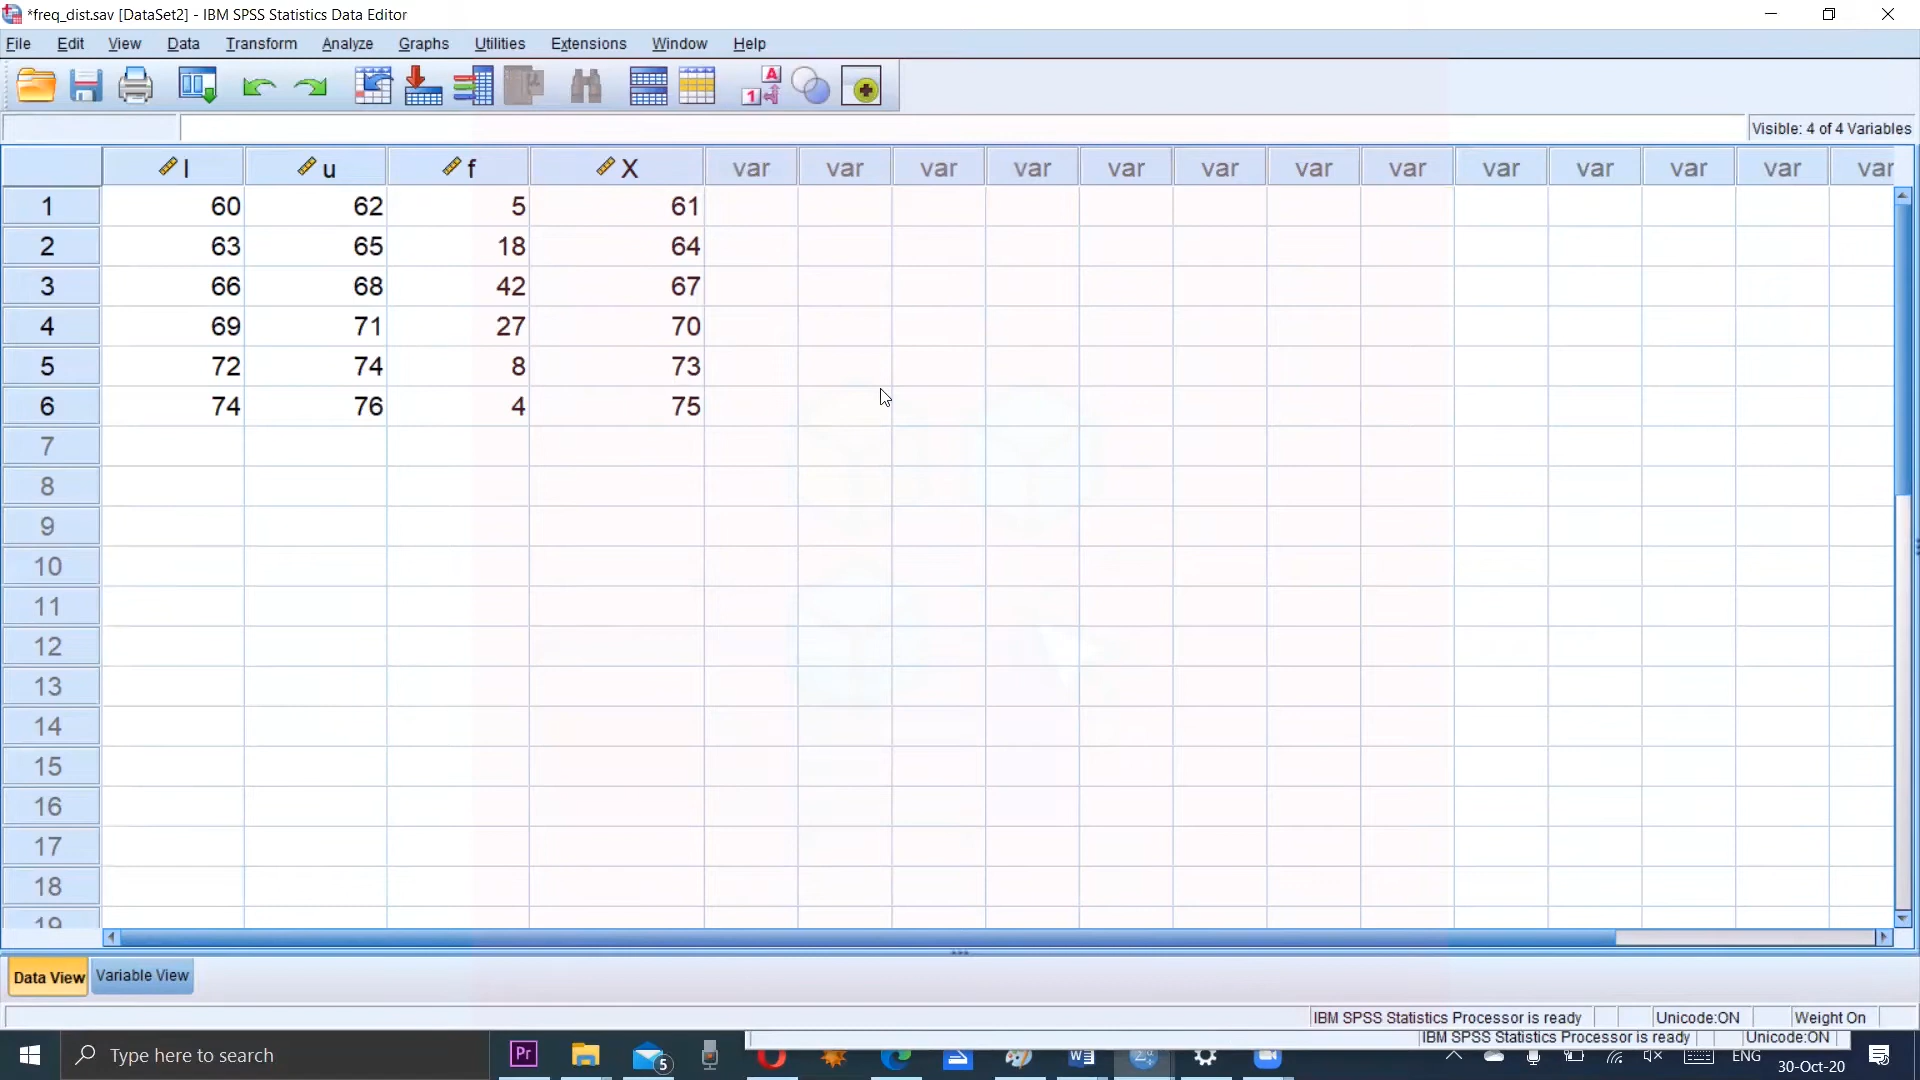 *freq_dist.sav [DataSet2] - IBM SPSS Statistics Data Editor
File Edit View Data Transform Analyze Graphs Utilities Extensions Window Help
Visible: 4 of 4 Variables
l u f X var var var var var var var var var var var var var
1 60 62 5 61
2 63 65 18 64
3 66 68 42 67
4 69 71 27 70
5 72 74 8 73
6 74 76 4 75
7
8
9
10
11
12
13
14
15
16
17
18
19
Data View Variable View
IBM SPSS Statistics Processor is ready Unicode:ON Weight On
IBM SPSS Statistics Processor is ready Unicode:ON
Type here to search Pr 5 ENG
30-Oct-20